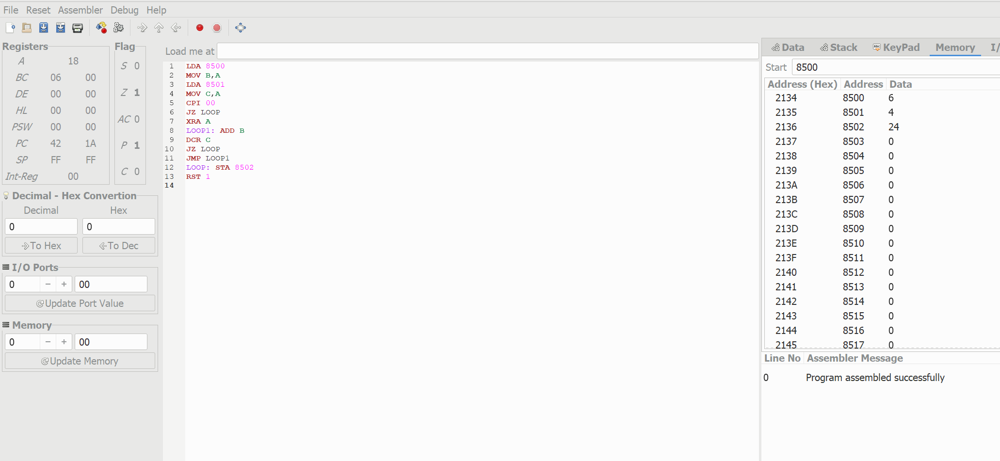 File Reset Assembler Debug Help
Registers
A 18
BC 06 00
DE 00 00
HL 00 00
PSW 00 00
PC 42 1A
SP FF FF
Int-Reg 00
Flag
S 0
Z 1
AC 0
P 1
C 0
Decimal - Hex Convertion
Decimal Hex
0 0
To Hex To Dec
I/O Ports
0 - + 00
Update Port Value
Memory
0 - + 00
Update Memory
Load me at
1 LDA 8500
2 MOV B,A
3 LDA 8501
4 MOV C,A
5 CPI 00
6 JZ LOOP
7 XRA A
8 LOOP1: ADD B
9 DCR C
10 JZ LOOP
11 JMP LOOP1
12 LOOP: STA 8502
13 RST 1
14
Data Stack Abc KeyPad Memory I/
Start 8500
Address (Hex) Address Data
2134 8500 6
2135 8501 4
2136 8502 24
2137 8503 0
2138 8504 0
2139 8505 0
213A 8506 0
213B 8507 0
213C 8508 0
213D 8509 0
213E 8510 0
213F 8511 0
2140 8512 0
2141 8513 0
2142 8514 0
2143 8515 0
2144 8516 0
2145 8517 0
Line No Assembler Message
0 Program assembled successfully